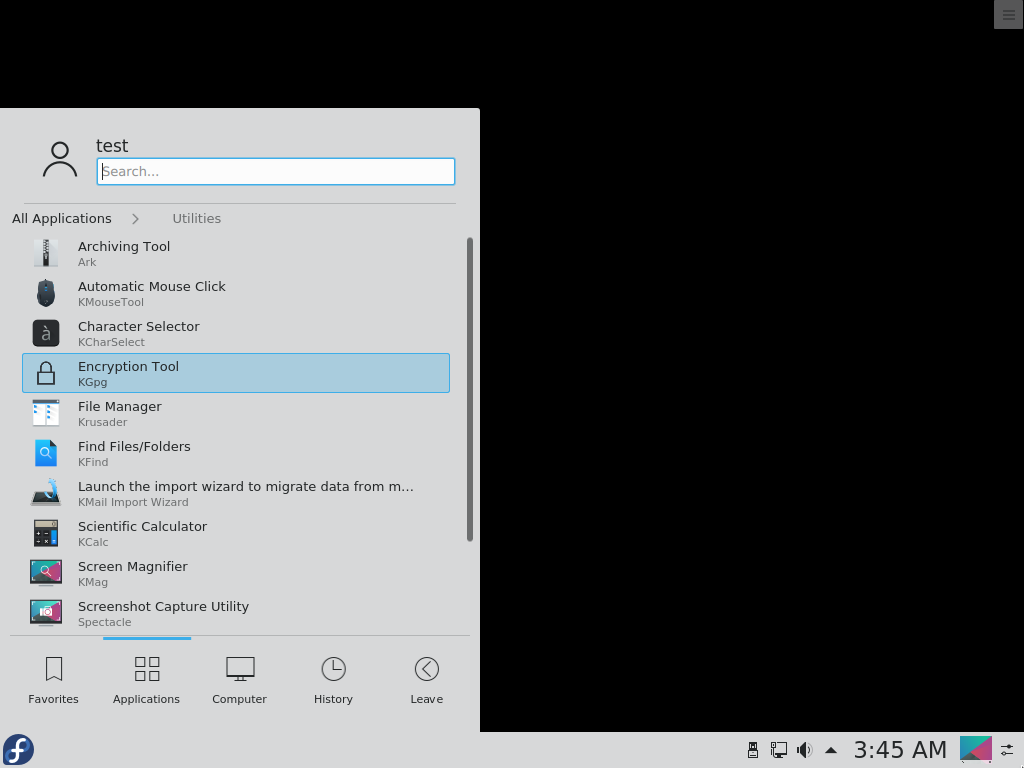 test
Search...
All Applications
Utilities
Archiving Tool
Ark
Automatic Mouse Click
KMouseTool
à
Character Selector
KCharSelect
Encryption Tool
KGpg
File Manager
Krusader
Find Files/Folders
KFind
Launch the import wizard to migrate data from m...
KMail Import Wizard
Scientific Calculator
KCalc
Screen Magnifier
KMag
Screenshot Capture Utility
Spectacle
Favorites Applications Computer History Leave
3:45 AM